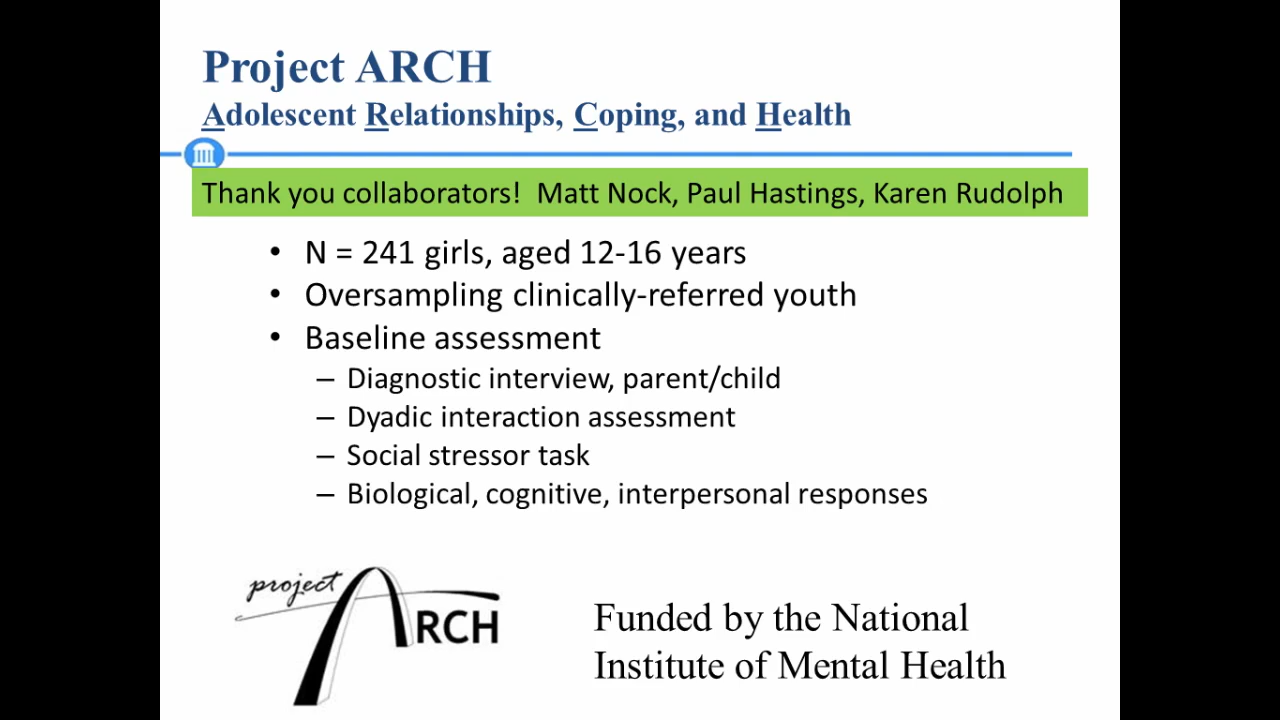 Project ARCH
Adolescent Relationships, Coping, and Health
Thank you collaborators!  Matt Nock, Paul Hastings, Karen Rudolph
• N = 241 girls, aged 12-16 years
• Oversampling clinically-referred youth
• Baseline assessment
– Diagnostic interview, parent/child
– Dyadic interaction assessment
– Social stressor task
– Biological, cognitive, interpersonal responses
project
ARCH
Funded by the National
Institute of Mental Health